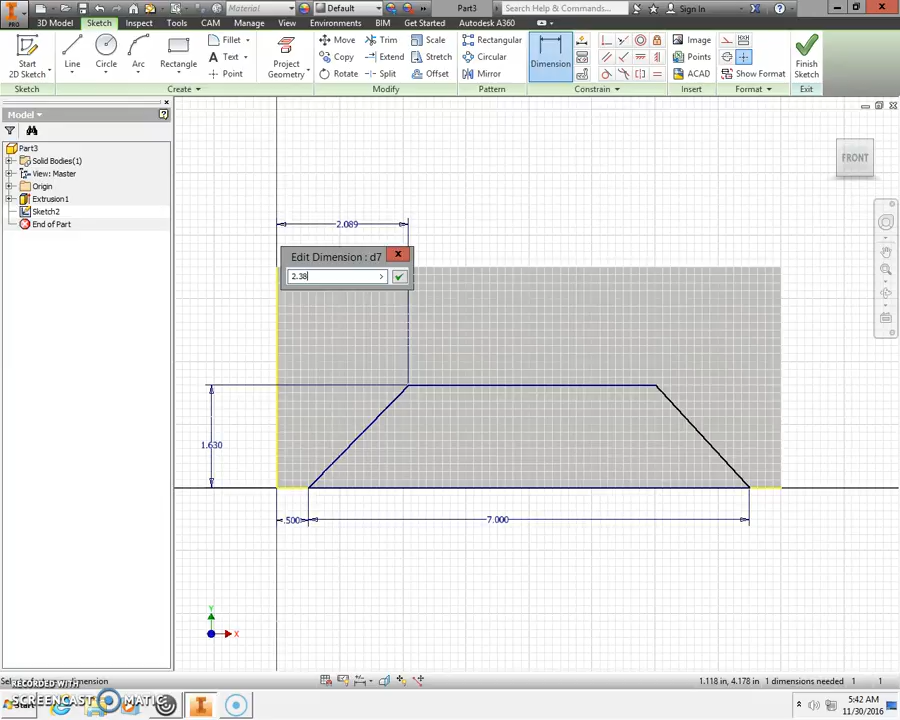 Material
Default
Part3
Search Help & Commands...
Sign In
PRO
3D Model
Sketch
Inspect
Tools
CAM
Manage
View
Environments
BIM
Get Started
Autodesk A360
Start
2D Sketch
Line
Circle
Arc
Rectangle
Fillet
Text
Point
Project
Geometry
Move
Copy
Rotate
Trim
Extend
Split
Scale
Stretch
Offset
Rectangular
Circular
Mirror
Dimension
Image
Points
ACAD
Show Format
Finish
Sketch
Sketch
Create
Modify
Pattern
Constrain
Insert
Format
Exit
Model
Part3
Solid Bodies(1)
View: Master
Origin
Extrusion1
Sketch2
End of Part
FRONT
2.089
Edit Dimension : d7
2.38
1.630
.500
7.000
Y
X
RECORDED WITH
SCREENCAST MATIC
1.118 in, 4.178 in 1 dimensions needed 1 1
Start
5:42 AM
11/30/2016